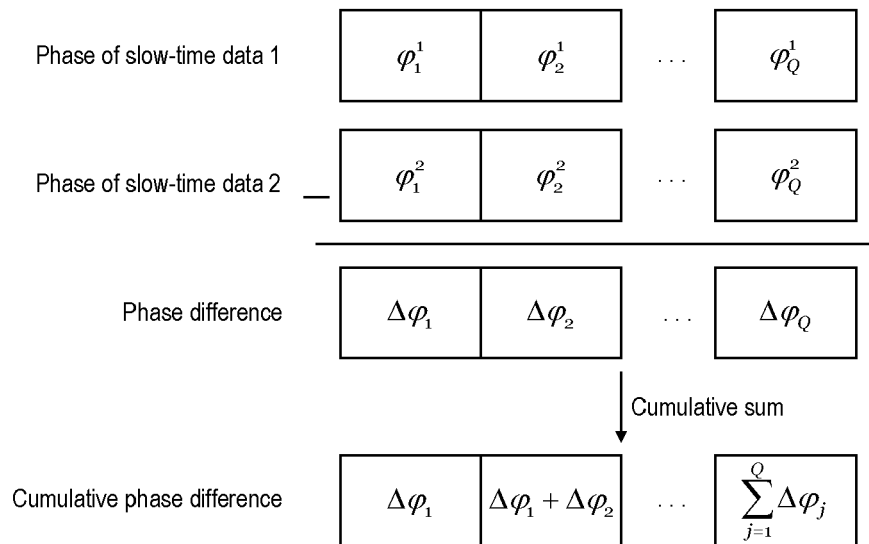 Phase of slow-time data 1 φ₁¹ φ₂¹ . . . φ_Q¹
Phase of slow-time data 2 — φ₁² φ₂² . . . φ_Q²
Phase difference Δφ₁ Δφ₂ . . . Δφ_Q
Cumulative sum
Cumulative phase difference Δφ₁ Δφ₁ + Δφ₂ . . . ∑_{j=1}^{Q} Δφ_j